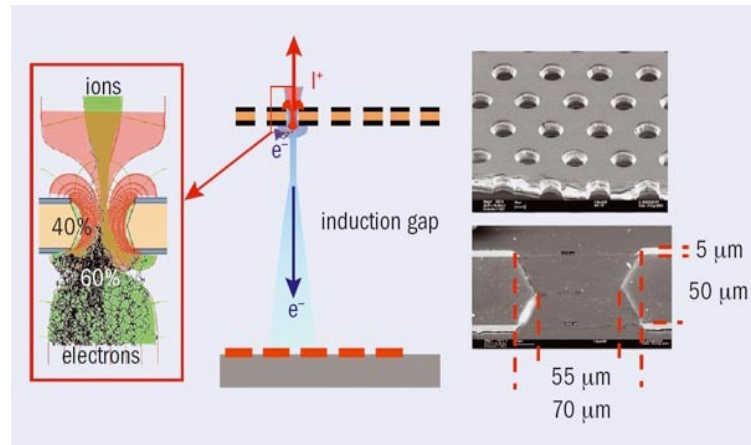 ions
40%
60%
electrons
I⁺
e⁻
induction gap
e⁻
5 μm
50 μm
55 μm
70 μm